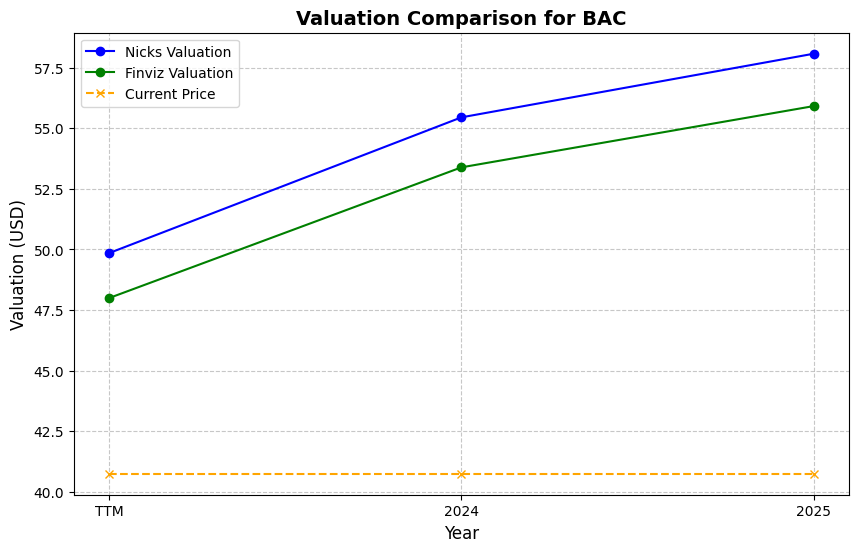 Valuation Comparison for BAC
Nicks Valuation
Finviz Valuation
Current Price
Valuation (USD)
57.5
55.0
52.5
50.0
47.5
45.0
42.5
40.0
TTM 2024 2025
Year